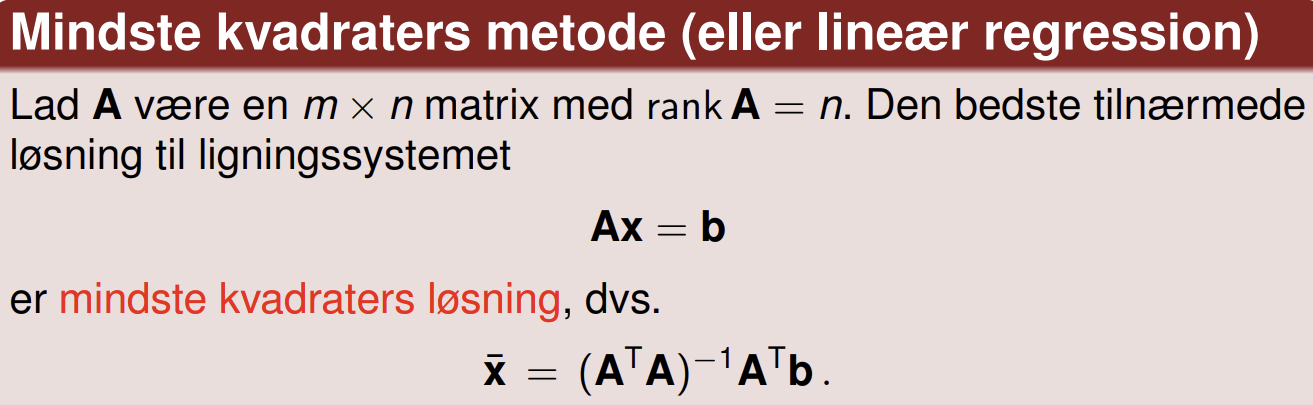 Mindste kvadraters metode (eller lineær regression)
Lad A være en m × n matrix med rank A = n. Den bedste tilnærmede
løsning til ligningssystemet
Ax = b
er mindste kvadraters løsning, dvs.
x̄ = (AᵀA)⁻¹Aᵀb .